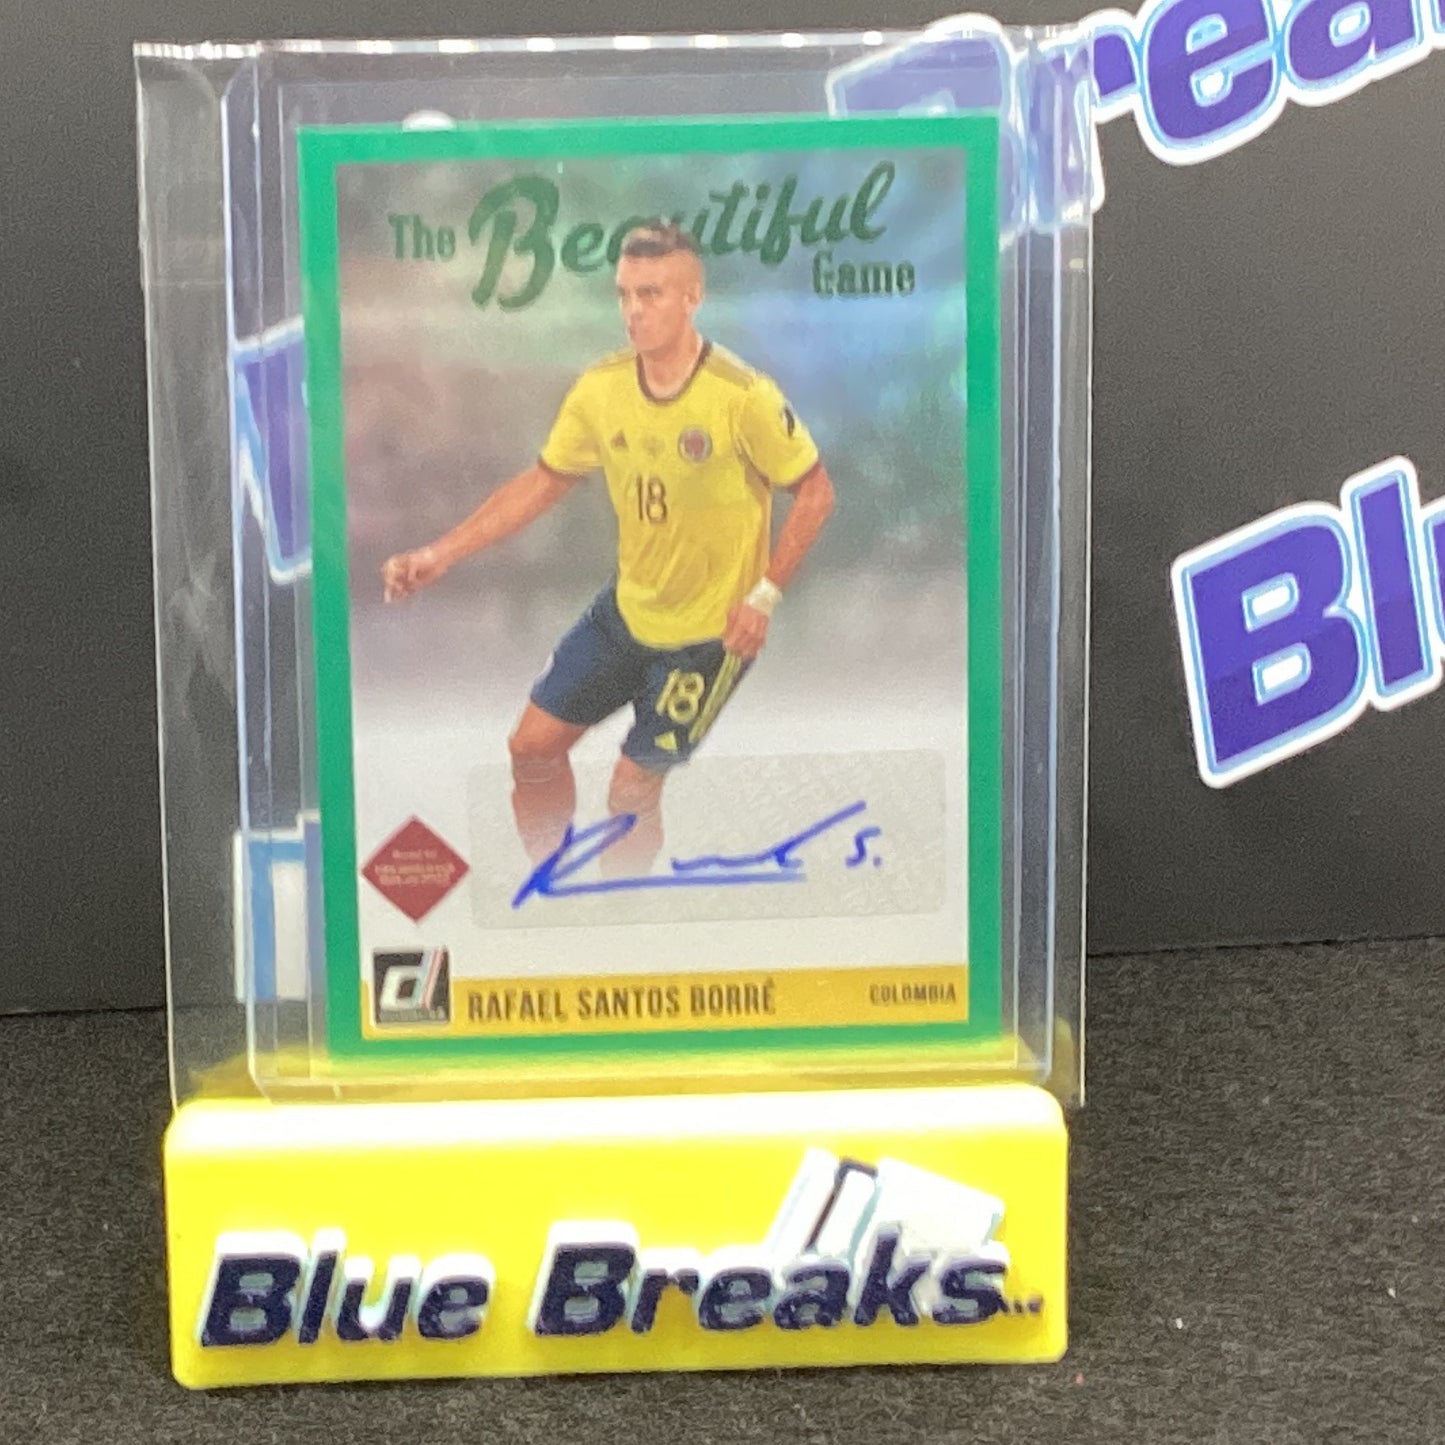 The Beautiful
Game
18
18
R S.
RAFAEL SANTOS BORRÉ
COLOMBIA
Blue Breaks...